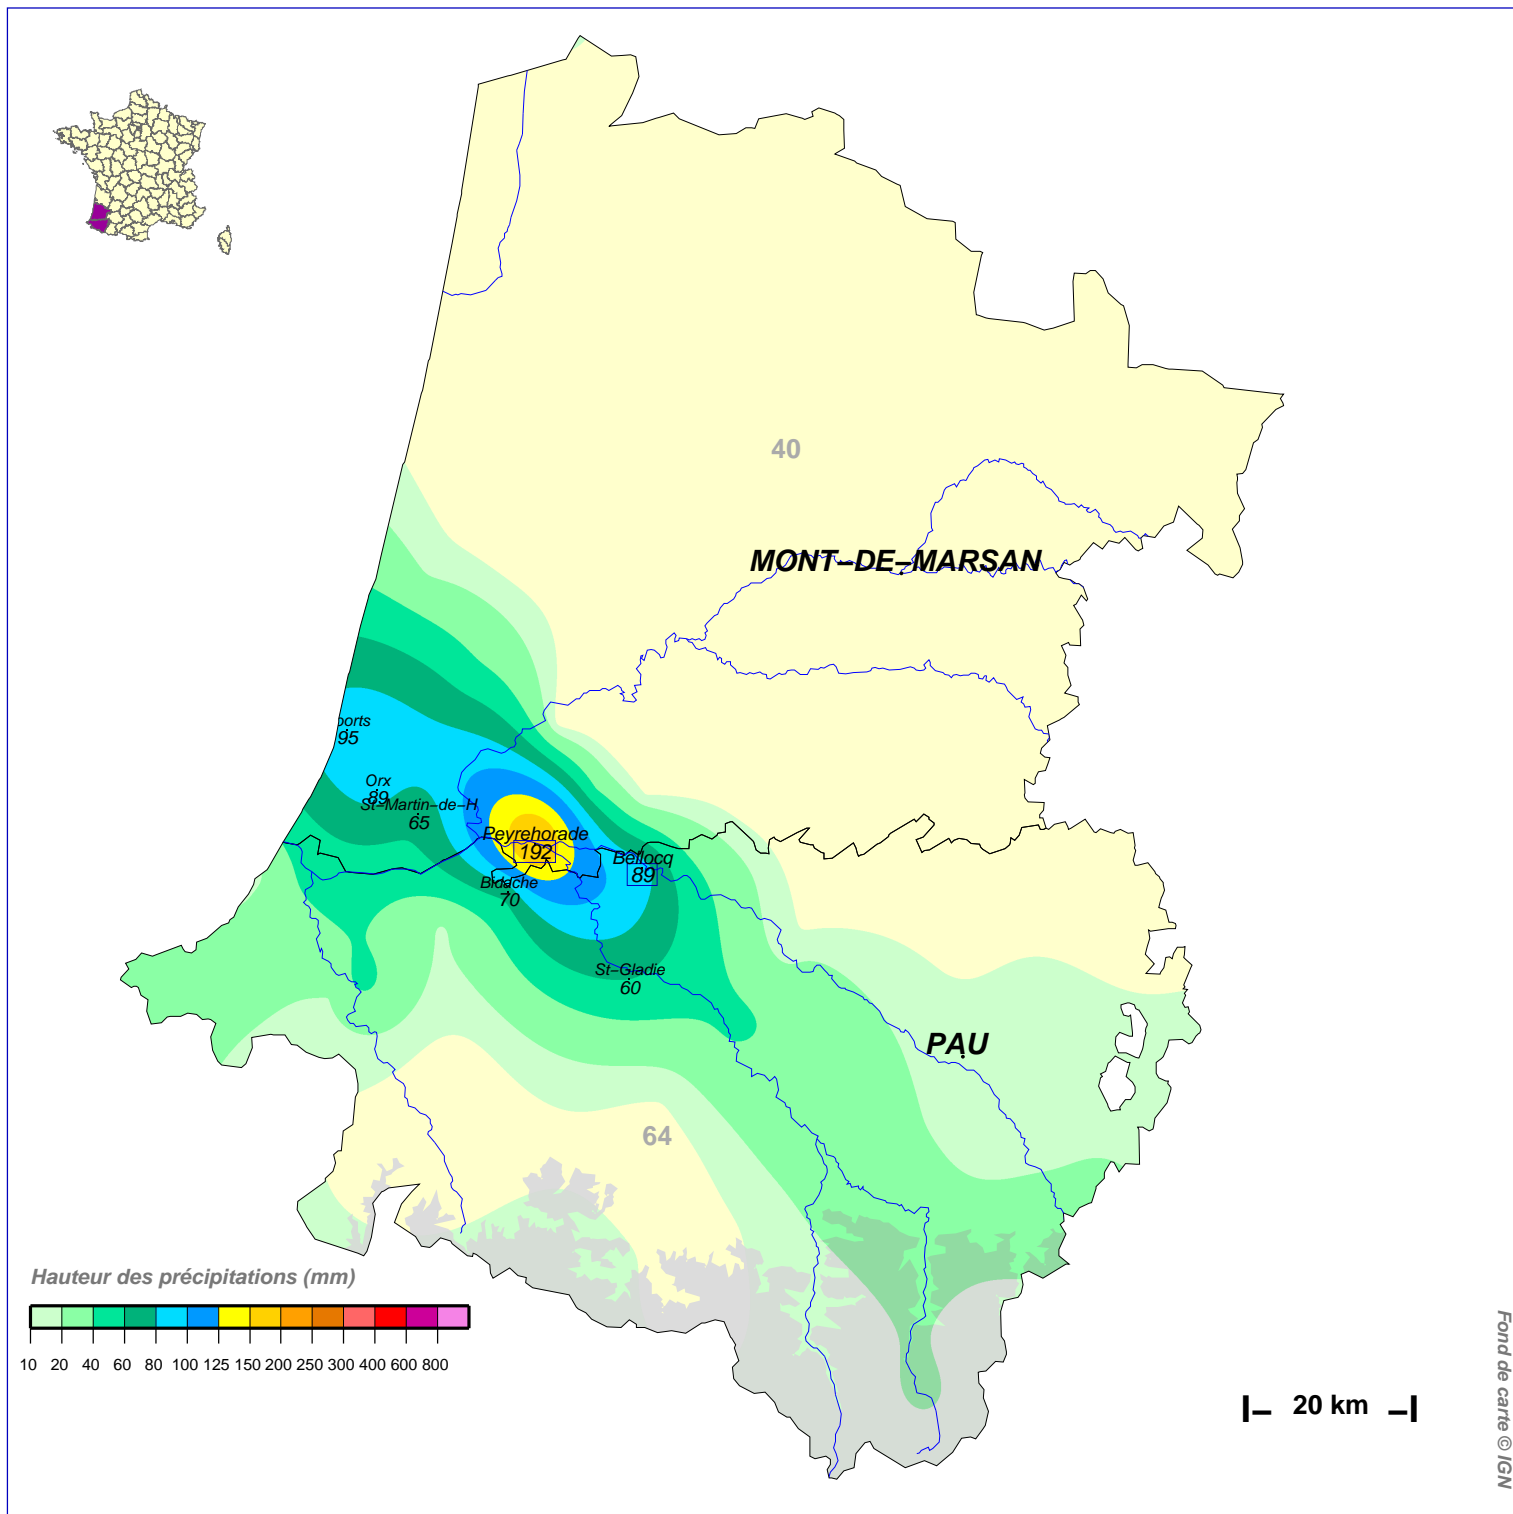 40
MONT–DE–MARSAN
ports
95
Orx
89
St–Martin–de–H
65
Peyrehorade
192
Bellocq
89
Bidache
70
St–Gladie
60
PAU
64
Hauteur des précipitations (mm)
10 20 40 60 80 100 125 150 200 250 300 400 600 800
20 km
Fond de carte © IGN